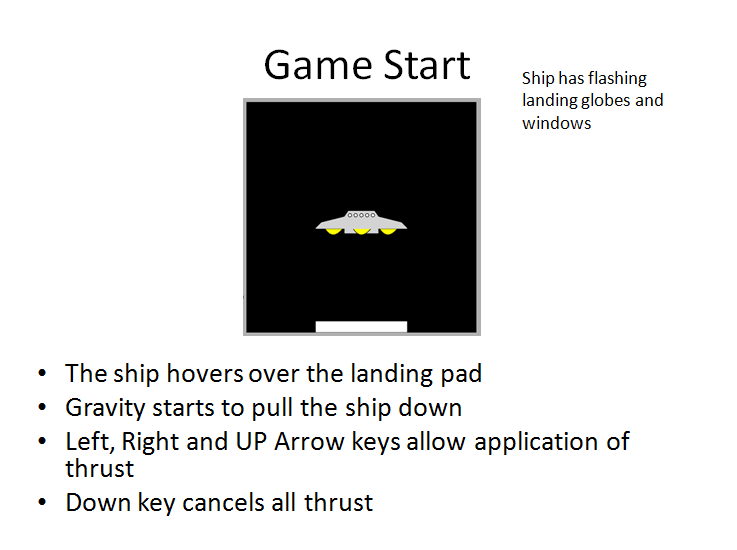 Game Start
Ship has flashing
landing globes and
windows
• The ship hovers over the landing pad
• Gravity starts to pull the ship down
• Left, Right and UP Arrow keys allow application of
thrust
• Down key cancels all thrust